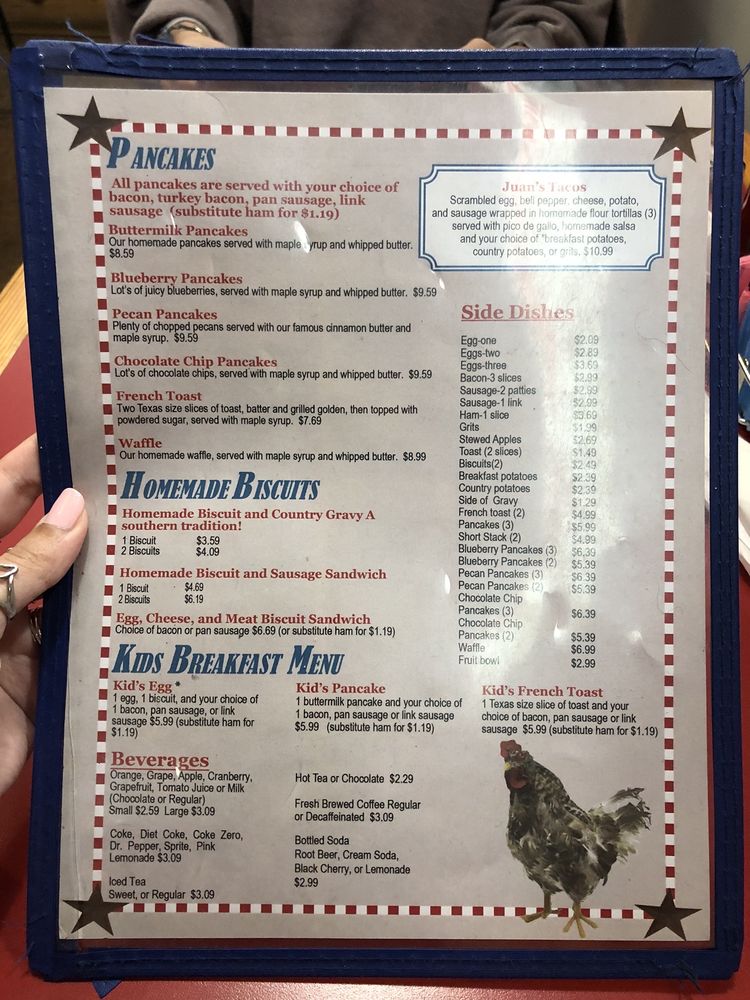 PANCAKES
All pancakes are served with your choice of
bacon, turkey bacon, pan sausage, link
sausage (substitute ham for $1.19)
Buttermilk Pancakes
Our homemade pancakes served with maple syrup and whipped butter.
$8.59
Blueberry Pancakes
Lot's of juicy blueberries, served with maple syrup and whipped butter. $9.59
Pecan Pancakes
Plenty of chopped pecans served with our famous cinnamon butter and
maple syrup. $9.59
Chocolate Chip Pancakes
Lot's of chocolate chips, served with maple syrup and whipped butter. $9.59
French Toast
Two Texas size slices of toast, batter and grilled golden, then topped with
powdered sugar, served with maple syrup. $7.69
Waffle
Our homemade waffle, served with maple syrup and whipped butter. $8.99
Juan's Tacos
Scrambled egg, bell pepper, cheese, potato,
and sausage wrapped in homemade flour tortillas (3)
served with pico de gallo, homemade salsa
and your choice of "breakfast potatoes,
country potatoes, or grits. $10.99
Side Dishes
Egg-one $2.09
Eggs-two $2.89
Eggs-three $3.69
Bacon-3 slices $2.99
Sausage-2 patties $2.99
Sausage-1 link $2.99
Ham-1 slice $3.69
Grits $1.99
Stewed Apples $2.69
Toast (2 slices) $1.49
Biscuits(2) $2.49
Breakfast potatoes $2.39
Country potatoes $2.39
Side of Gravy $1.29
French toast (2) $4.99
Pancakes (3) $5.99
Short Stack (2) $4.99
Blueberry Pancakes (3) $6.39
Blueberry Pancakes (2) $5.39
Pecan Pancakes (3) $6.39
Pecan Pancakes (2) $5.39
Chocolate Chip
Pancakes (3) $6.39
Chocolate Chip
Pancakes (2) $5.39
Waffle $6.99
Fruit bowl $2.99
HOMEMADE BISCUITS
Homemade Biscuit and Country Gravy A
southern tradition!
1 Biscuit $3.59
2 Biscuits $4.09
Homemade Biscuit and Sausage Sandwich
1 Biscuit $4.69
2 Biscuits $6.19
Egg, Cheese, and Meat Biscuit Sandwich
Choice of bacon or pan sausage $6.69 (or substitute ham for $1.19)
KIDS BREAKFAST MENU
Kid's Egg *
1 egg, 1 biscuit, and your choice of
1 bacon, pan sausage, or link
sausage $5.99 (substitute ham for
$1.19)
Kid's Pancake
1 buttermilk pancake and your choice of
1 bacon, pan sausage or link sausage
$5.99 (substitute ham for $1.19)
Kid's French Toast
1 Texas size slice of toast and your
choice of bacon, pan sausage or link
sausage $5.99 (substitute ham for $1.19)
Beverages
Orange, Grape, Apple, Cranberry,
Grapefruit, Tomato Juice or Milk
(Chocolate or Regular)
Small $2.59 Large $3.09
Coke, Diet Coke, Coke Zero,
Dr. Pepper, Sprite, Pink
Lemonade $3.09
Iced Tea
Sweet, or Regular $3.09
Hot Tea or Chocolate $2.29
Fresh Brewed Coffee Regular
or Decaffeinated $3.09
Bottled Soda
Root Beer, Cream Soda,
Black Cherry, or Lemonade
$2.99